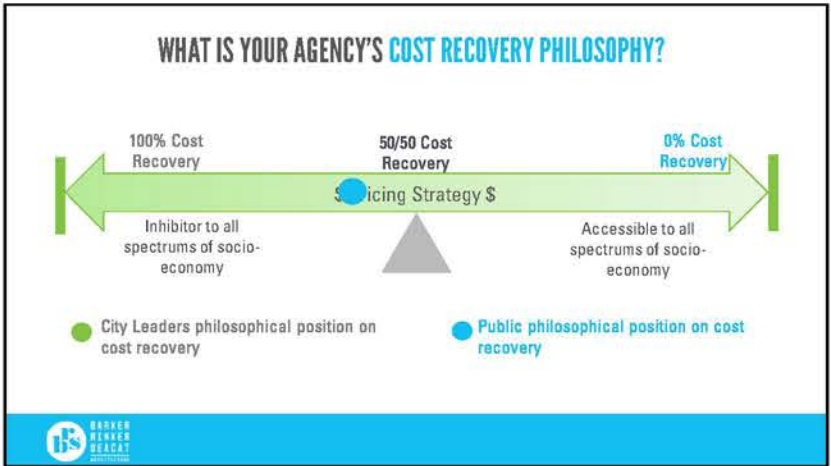 WHAT IS YOUR AGENCY'S COST RECOVERY PHILOSOPHY?
100% Cost
Recovery
50/50 Cost
Recovery
0% Cost
Recovery
$ icing Strategy $
Inhibitor to all
spectrums of socio-
economy
Accessible to all
spectrums of socio-
economy
City Leaders philosophical position on
cost recovery
Public philosophical position on cost
recovery
brs
BARKER
RINKER
SEACAT